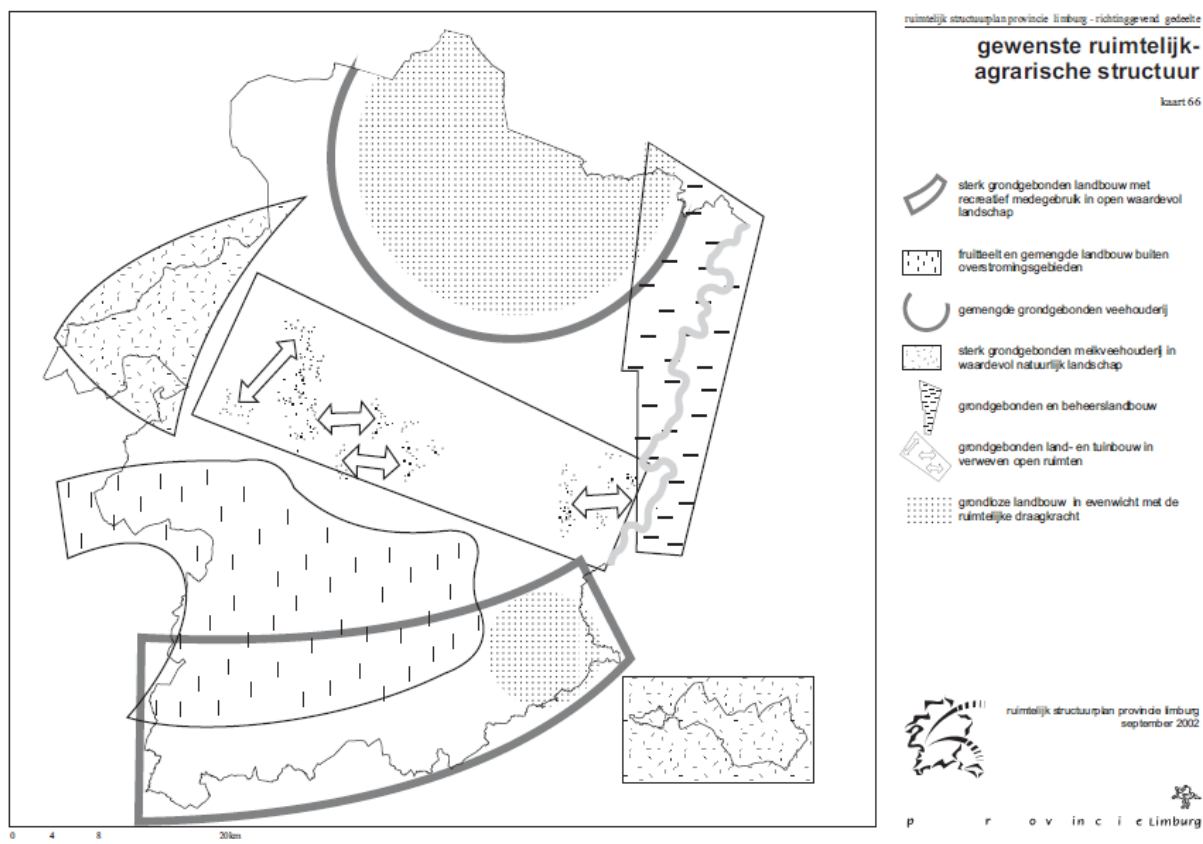 ruimtelijk structuurplan provincie limburg - richtinggevend gedeelte
gewenste ruimtelijk-
agrarische structuur
kaart 66
sterk grondgebonden landbouw met
recreatief medegebruik in open waardevol
landschap
fruitteelt en gemengde landbouw buiten
overstromingsgebieden
gemengde grondgebonden veehouderij
sterk grondgebonden melkveehouderij in
waardevol natuurlijk landschap
grondgebonden en beheerslandbouw
grondgebonden land- en tuinbouw in
verweven open ruimten
grondloze landbouw in evenwicht met de
ruimtelijke draagkracht
ruimtelijk structuurplan provincie limburg
september 2002
provincie Limburg
0 4 8 20km